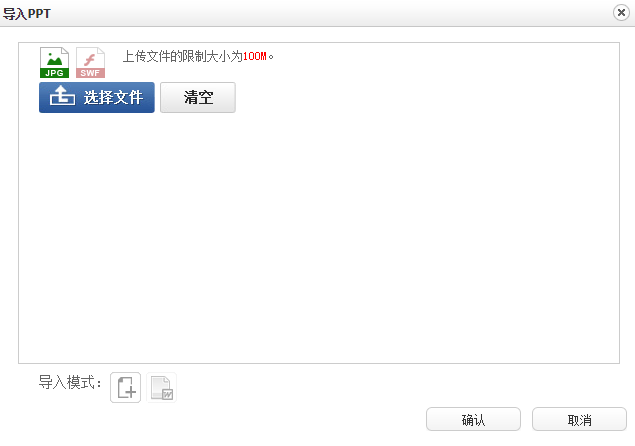 导入PPT
JPG SWF 上传文件的限制大小为100M。
选择文件 清空
导入模式：
W
确认 取消